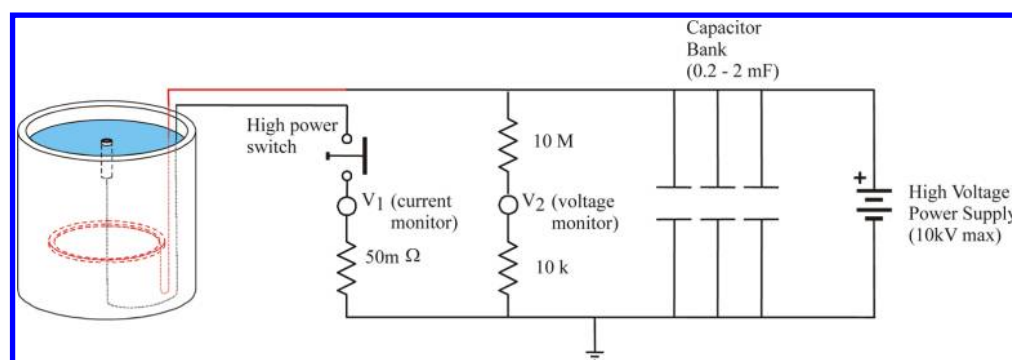 Capacitor
Bank
(0.2 - 2 mF)
High power
switch
10 M
V1 (current
monitor)
V2 (voltage
monitor)
+
High Voltage
Power Supply
(10kV max)
50m Ω
10 k